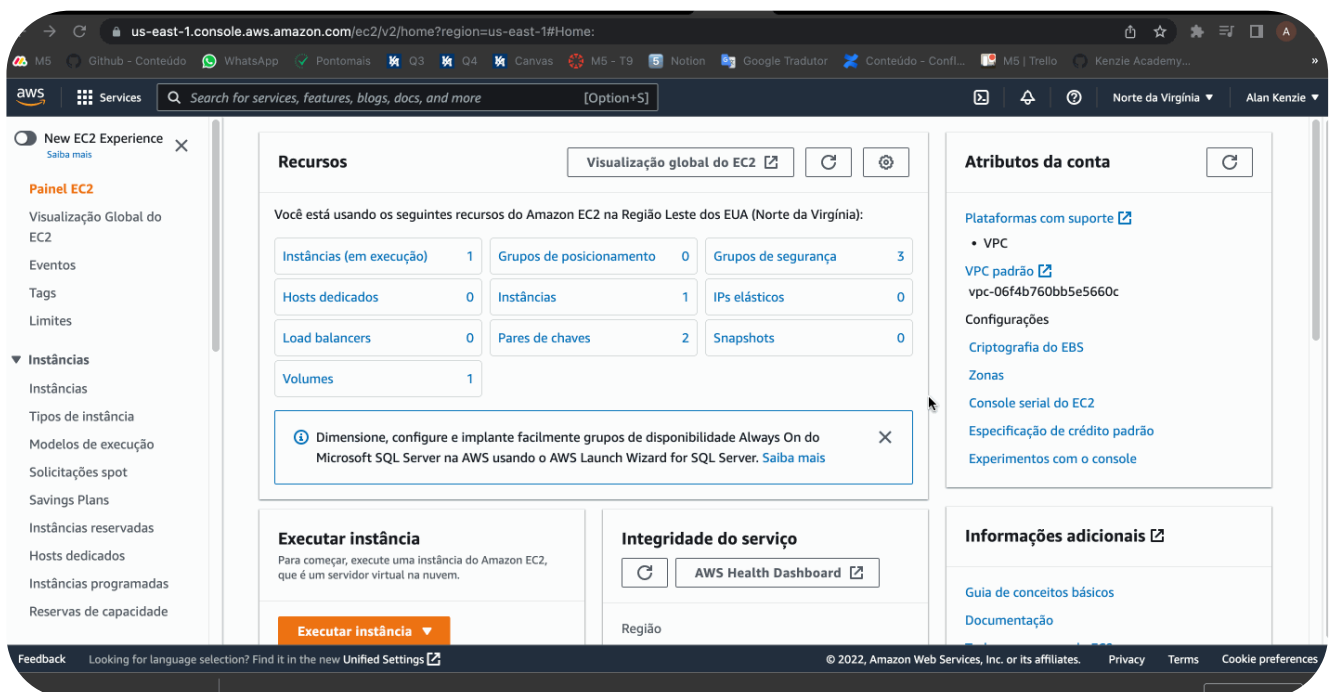 us-east-1.console.aws.amazon.com/ec2/v2/home?region=us-east-1#Home:
A
M5
Github - Conteúdo
WhatsApp
Pontomais
Q3
Q4
Canvas
M5 - T9
5
Notion
Google Tradutor
Conteúdo - Confl...
M5 | Trello
Kenzie Academy...
»
aws
Services
Search for services, features, blogs, docs, and more
[Option+S]
Norte da Virgínia
Alan Kenzie
New EC2 Experience
Saiba mais
Painel EC2
Visualização Global do
EC2
Eventos
Tags
Limites
Instâncias
Instâncias
Tipos de instância
Modelos de execução
Solicitações spot
Savings Plans
Instâncias reservadas
Hosts dedicados
Instâncias programadas
Reservas de capacidade
Recursos
Visualização global do EC2
Você está usando os seguintes recursos do Amazon EC2 na Região Leste dos EUA (Norte da Virgínia):
Instâncias (em execução) 1
Grupos de posicionamento 0
Grupos de segurança 3
Hosts dedicados 0
Instâncias 1
IPs elásticos 0
Load balancers 0
Pares de chaves 2
Snapshots 0
Volumes 1
Dimensione, configure e implante facilmente grupos de disponibilidade Always On do
Microsoft SQL Server na AWS usando o AWS Launch Wizard for SQL Server. Saiba mais
Executar instância
Para começar, execute uma instância do Amazon EC2,
que é um servidor virtual na nuvem.
Executar instância
Integridade do serviço
AWS Health Dashboard
Região
Atributos da conta
Plataformas com suporte
• VPC
VPC padrão
vpc-06f4b760bb5e5660c
Configurações
Criptografia do EBS
Zonas
Console serial do EC2
Especificação de crédito padrão
Experimentos com o console
Informações adicionais
Guia de conceitos básicos
Documentação
Feedback
Looking for language selection? Find it in the new Unified Settings
© 2022, Amazon Web Services, Inc. or its affiliates.
Privacy
Terms
Cookie preferences